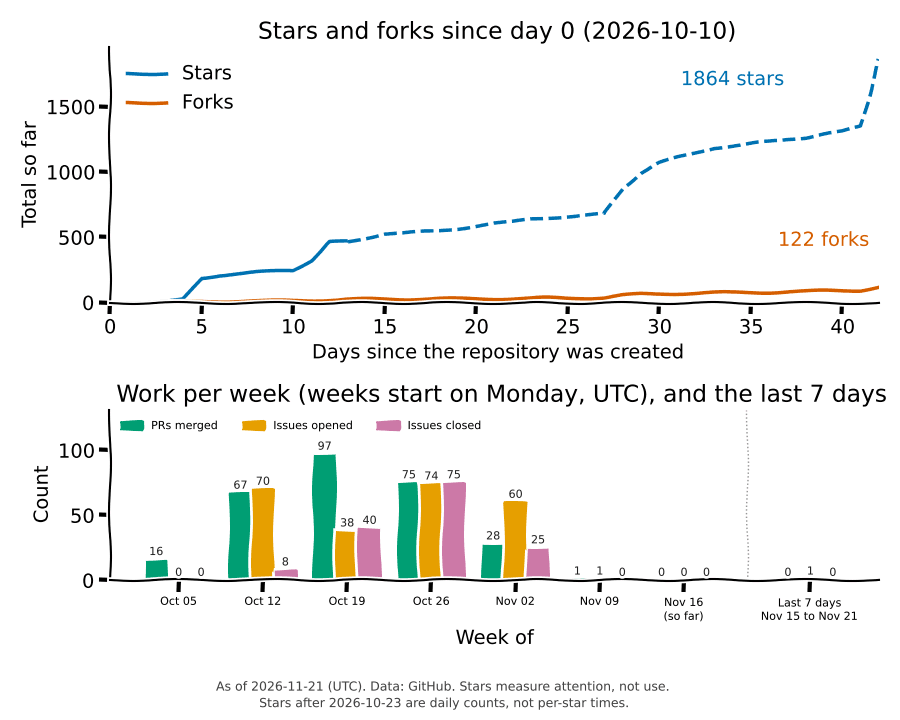 Stars and forks since day 0 (2026-10-10)
Stars
Forks
1864 stars
122 forks
Total so far
1500
1000
500
0
0 5 10 15 20 25 30 35 40
Days since the repository was created
Work per week (weeks start on Monday, UTC), and the last 7 days
PRs merged Issues opened Issues closed
Count
100
50
0
16 0 0
67 70 8
97 38 40
75 74 75
28 60 25
1 1 0
0 0 0
0 1 0
Oct 05 Oct 12 Oct 19 Oct 26 Nov 02 Nov 09 Nov 16 Last 7 days
(so far) Nov 15 to Nov 21
Week of
As of 2026-11-21 (UTC). Data: GitHub. Stars measure attention, not use.
Stars after 2026-10-23 are daily counts, not per-star times.